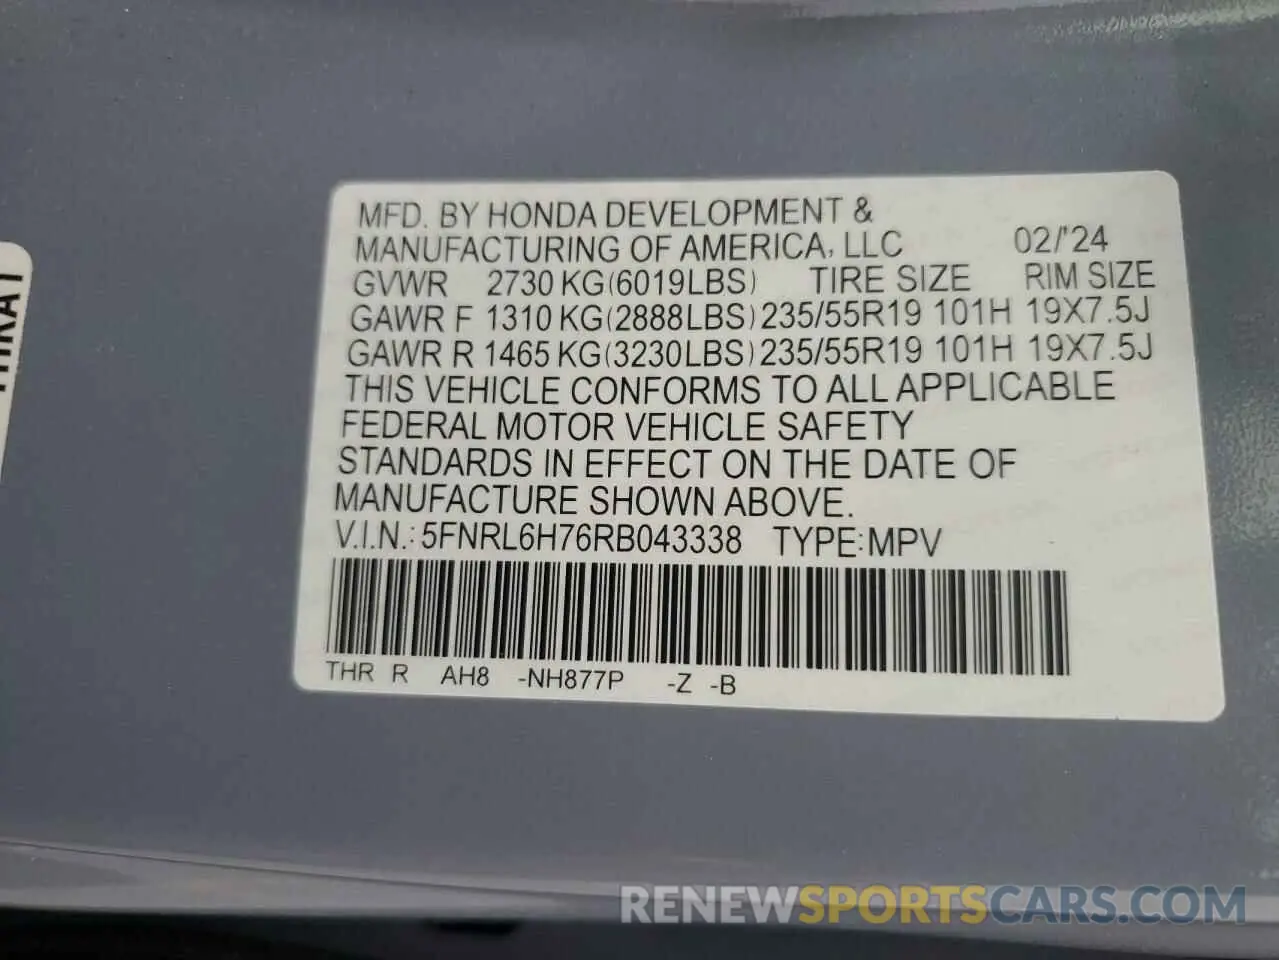 MFD. BY HONDA DEVELOPMENT &
MANUFACTURING OF AMERICA, LLC 02/'24
GVWR 2730 KG(6019LBS) TIRE SIZE RIM SIZE
GAWR F 1310 KG(2888LBS) 235/55R19 101H 19X7.5J
GAWR R 1465 KG(3230LBS) 235/55R19 101H 19X7.5J
THIS VEHICLE CONFORMS TO ALL APPLICABLE
FEDERAL MOTOR VEHICLE SAFETY
STANDARDS IN EFFECT ON THE DATE OF
MANUFACTURE SHOWN ABOVE.
V.I.N.: 5FNRL6H76RB043338 TYPE:MPV
THR R AH8 -NH877P -Z -B
RENEWSPORTSCARS.COM